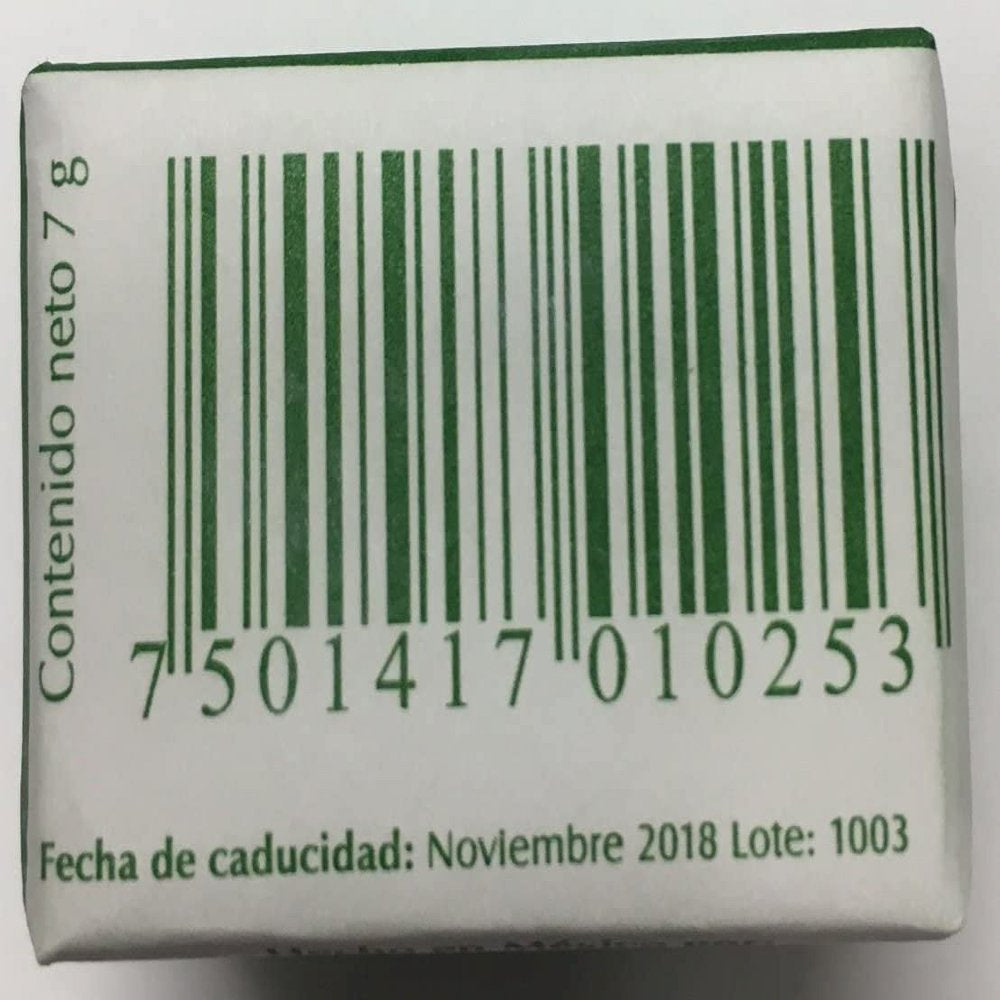 Contenido neto 7 g
7 501417 010253
Fecha de caducidad: Noviembre 2018 Lote: 1003